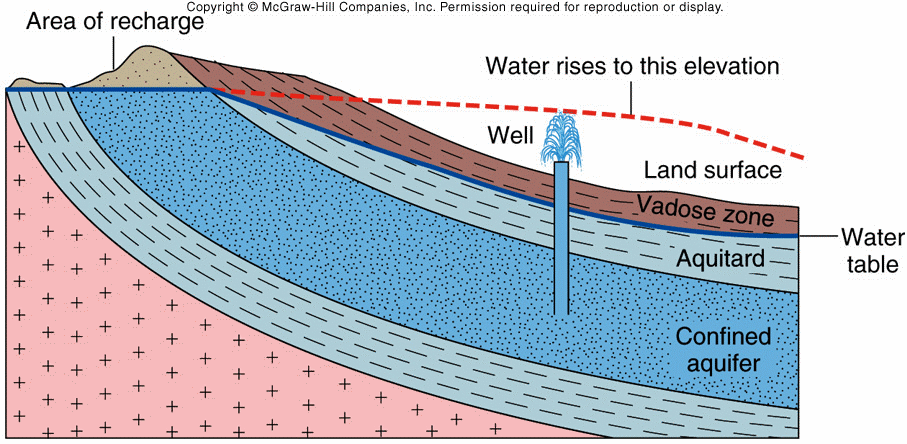 Copyright © McGraw-Hill Companies, Inc. Permission required for reproduction or display.
Area of recharge
Water rises to this elevation
Well
Land surface
Vadose zone
Water
table
Aquitard
Confined
aquifer